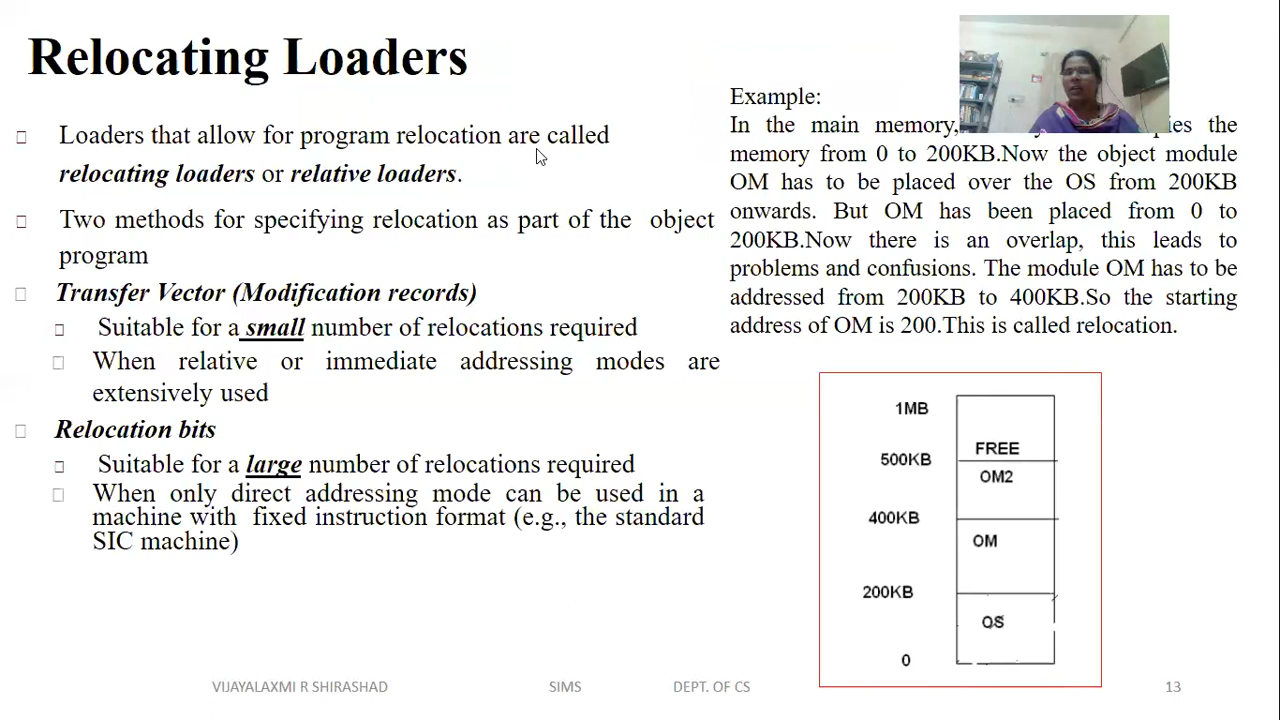 Relocating Loaders
Loaders that allow for program relocation are called
relocating loaders or relative loaders.
Two methods for specifying relocation as part of the object
program
Transfer Vector (Modification records)
Suitable for a small number of relocations required
When relative or immediate addressing modes are
extensively used
Relocation bits
Suitable for a large number of relocations required
When only direct addressing mode can be used in a
machine with fixed instruction format (e.g., the standard
SIC machine)
Example:
In the main memory, the
memory from 0 to 200KB.Now the object module
OM has to be placed over the OS from 200KB
onwards. But OM has been placed from 0 to
200KB.Now there is an overlap, this leads to
problems and confusions. The module OM has to be
addressed from 200KB to 400KB.So the starting
address of OM is 200.This is called relocation.
1MB
FREE
500KB
OM2
400KB
OM
200KB
OS
0
VIJAYALAXMI R SHIRASHAD SIMS DEPT. OF CS 13